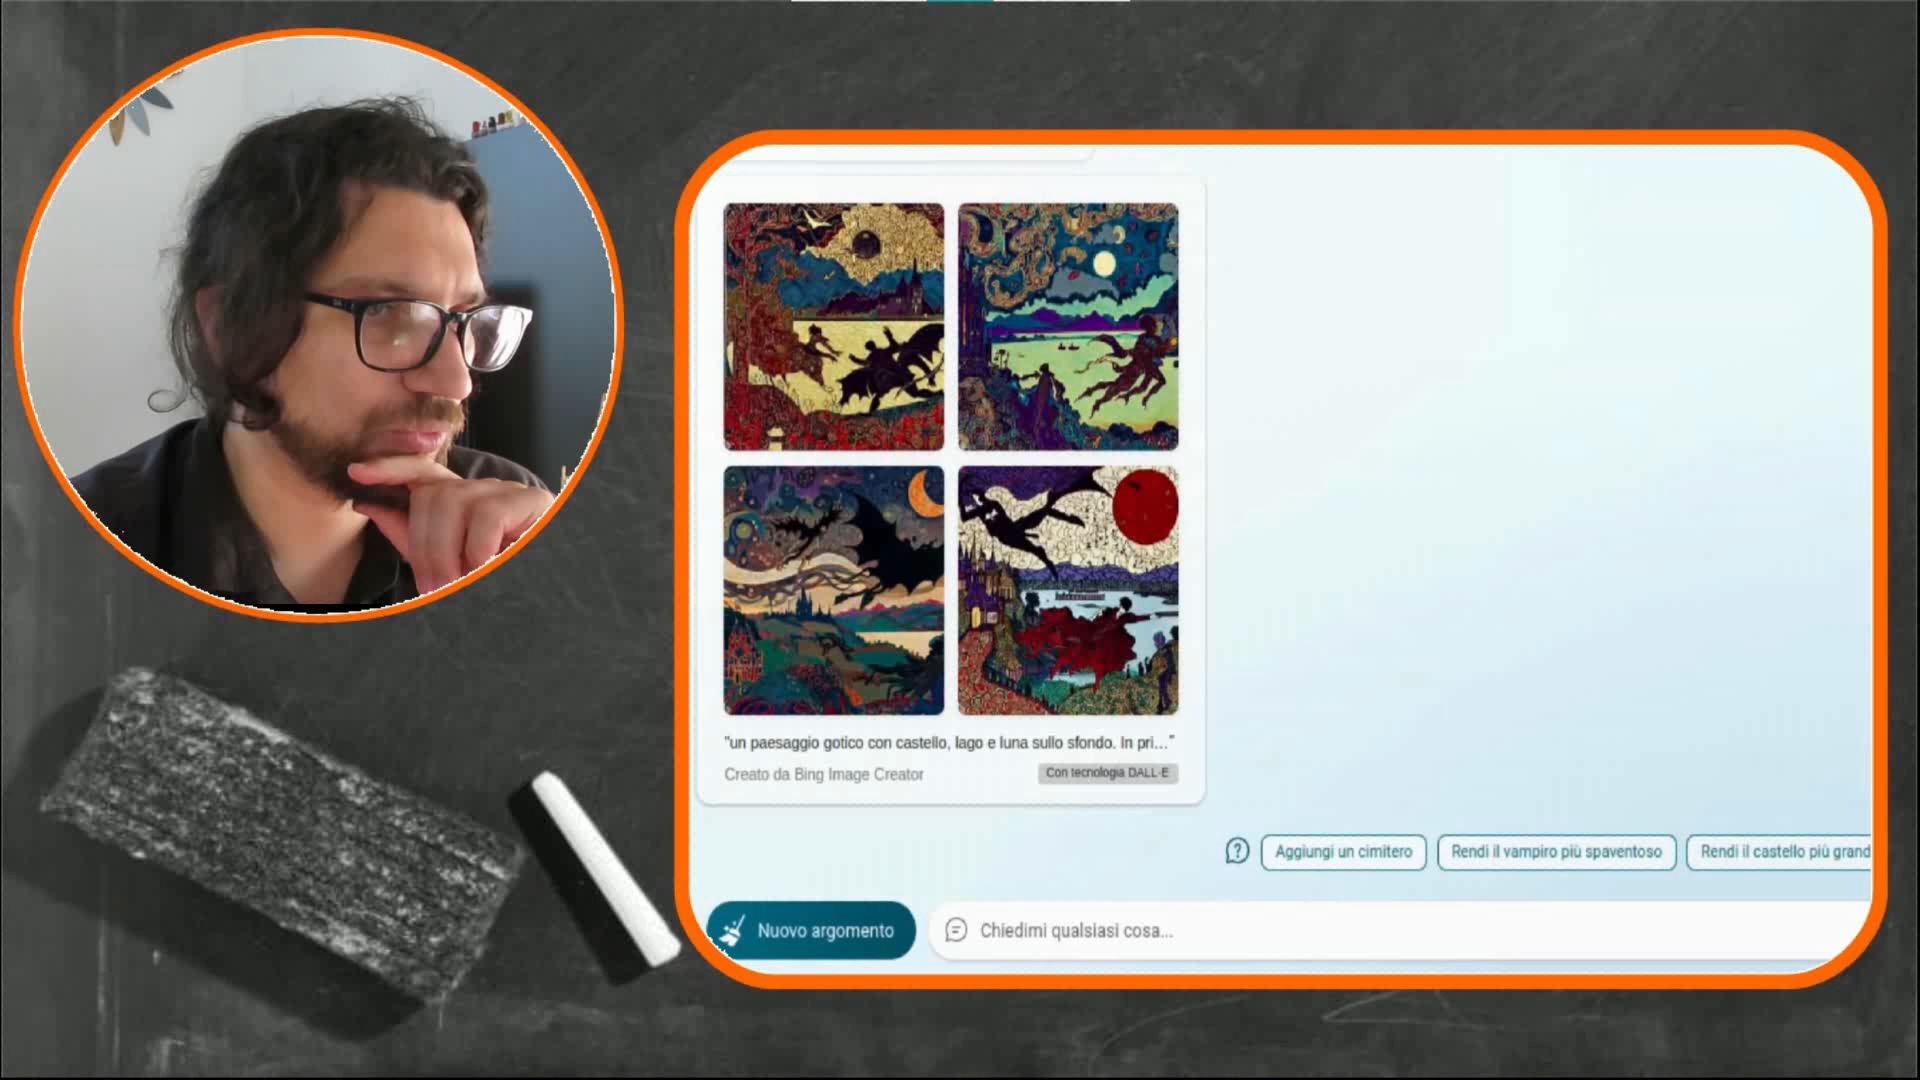 "un paesaggio gotico con castello, lago e luna sullo sfondo. In pri..."
Creato da Bing Image Creator
Con tecnologia DALL·E
Aggiungi un cimitero
Rendi il vampiro più spaventoso
Rendi il castello più grand
Nuovo argomento
Chiedimi qualsiasi cosa...